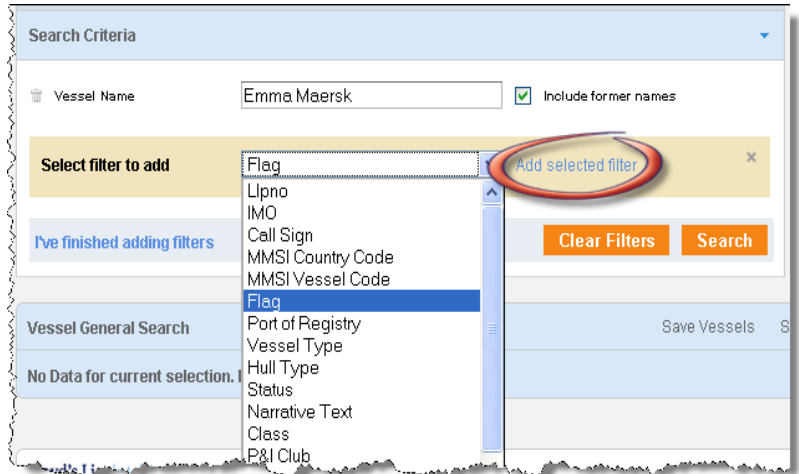 Search Criteria
Vessel Name Emma Maersk Include former names
Select filter to add Flag Add selected filter
Llpno
IMO
Call Sign
MMSI Country Code
MMSI Vessel Code
Flag
Port of Registry
Vessel Type
Hull Type
Status
Narrative Text
Class
P&I Club
I've finished adding filters Clear Filters Search
Vessel General Search Save Vessels S
No Data for current selection.